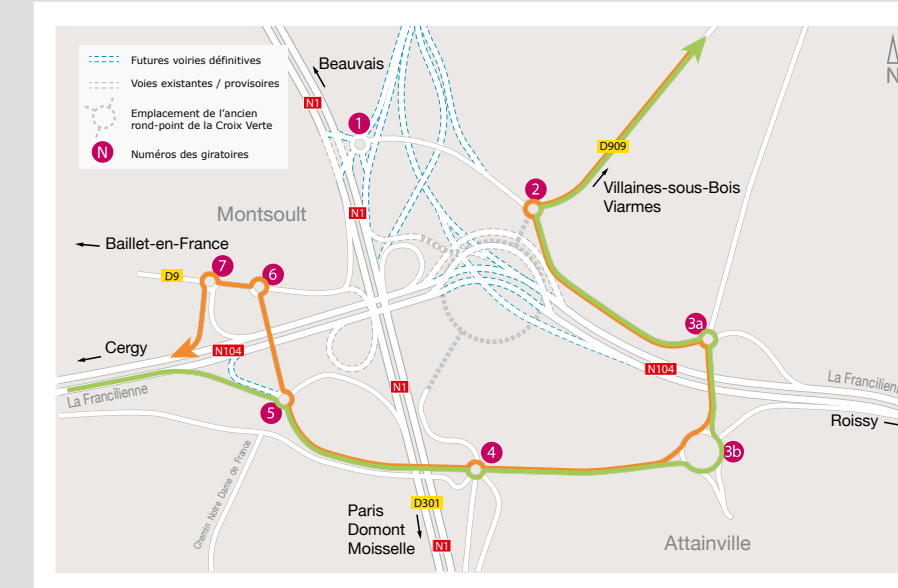 Futures voiries définitives
Voies existantes / provisoires
Emplacement de l'ancien
rond-point de la Croix Verte
N
Numéros des giratoires
Beauvais
N1
1
N
D909
2
Villaines-sous-Bois
Viarmes
Montsoult
N1
Baillet-en-France
D9
7
6
3a
Cergy
N104
N104
La Francilienne
N1
La Francilien
5
Roissy
4
3b
Chemin Notre Dame de France
D301
Paris
Domont
Moisselle
N1
Attainville